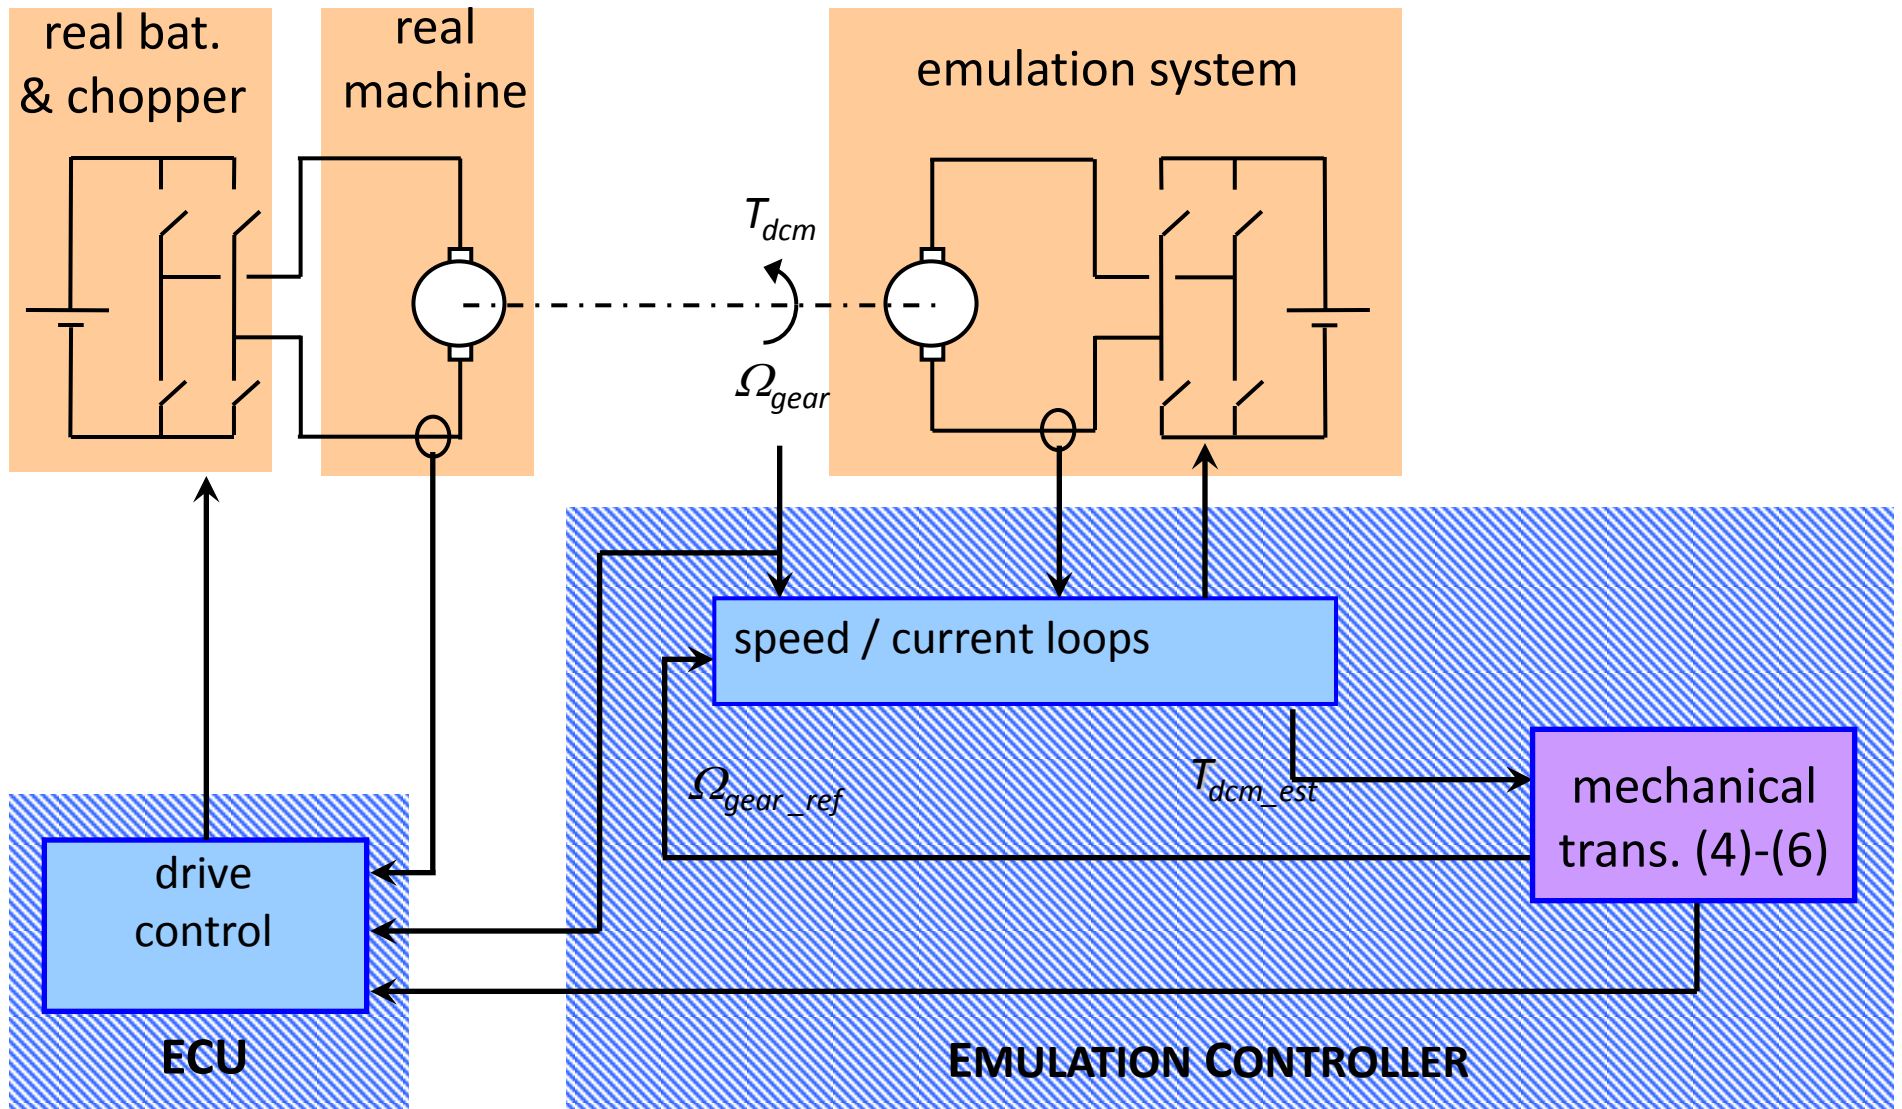 real bat.
& chopper
real
machine
emulation system
T_dcm
Ω_gear
speed / current loops
Ω_gear_ref
T_dcm_est
mechanical
trans. (4)-(6)
drive
control
ECU
EMULATION CONTROLLER